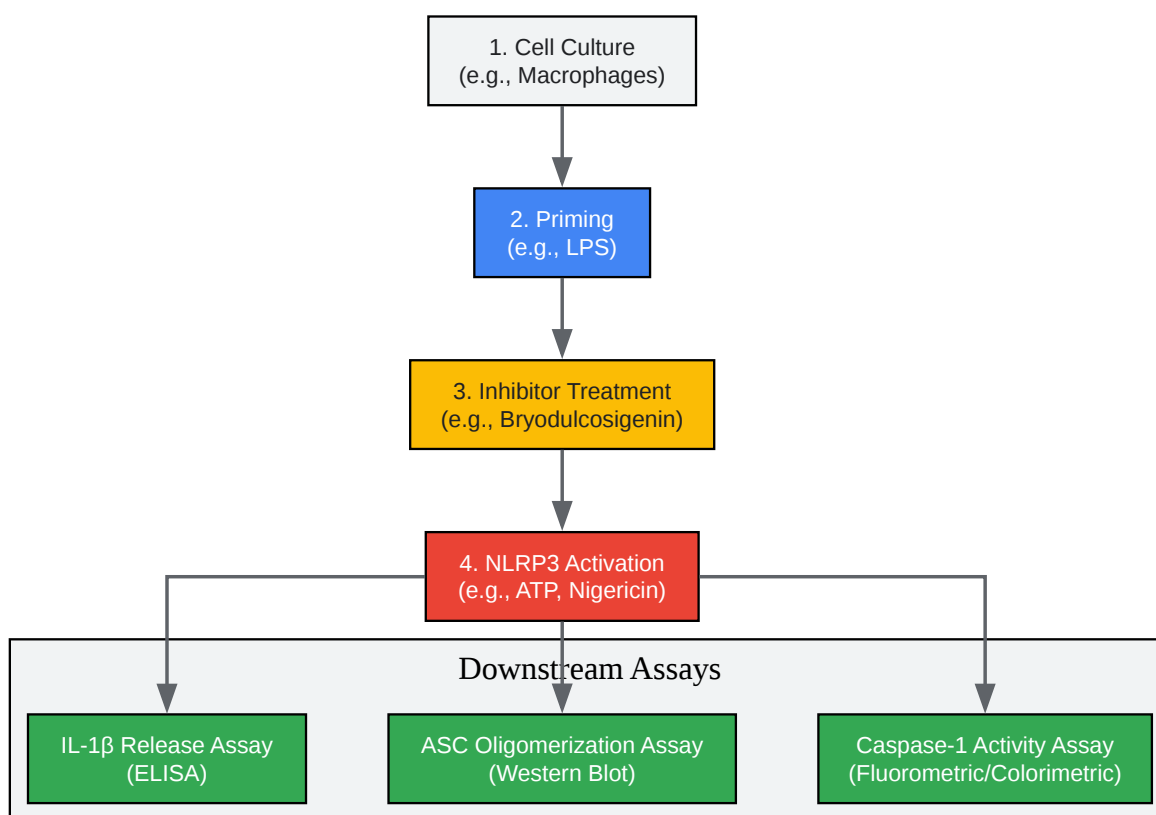 1. Cell Culture
(e.g., Macrophages)
2. Priming
(e.g., LPS)
3. Inhibitor Treatment
(e.g., Bryodulcosigenin)
4. NLRP3 Activation
(e.g., ATP, Nigericin)
Downstream Assays
IL-1β Release Assay
(ELISA)
ASC Oligomerization Assay
(Western Blot)
Caspase-1 Activity Assay
(Fluorometric/Colorimetric)